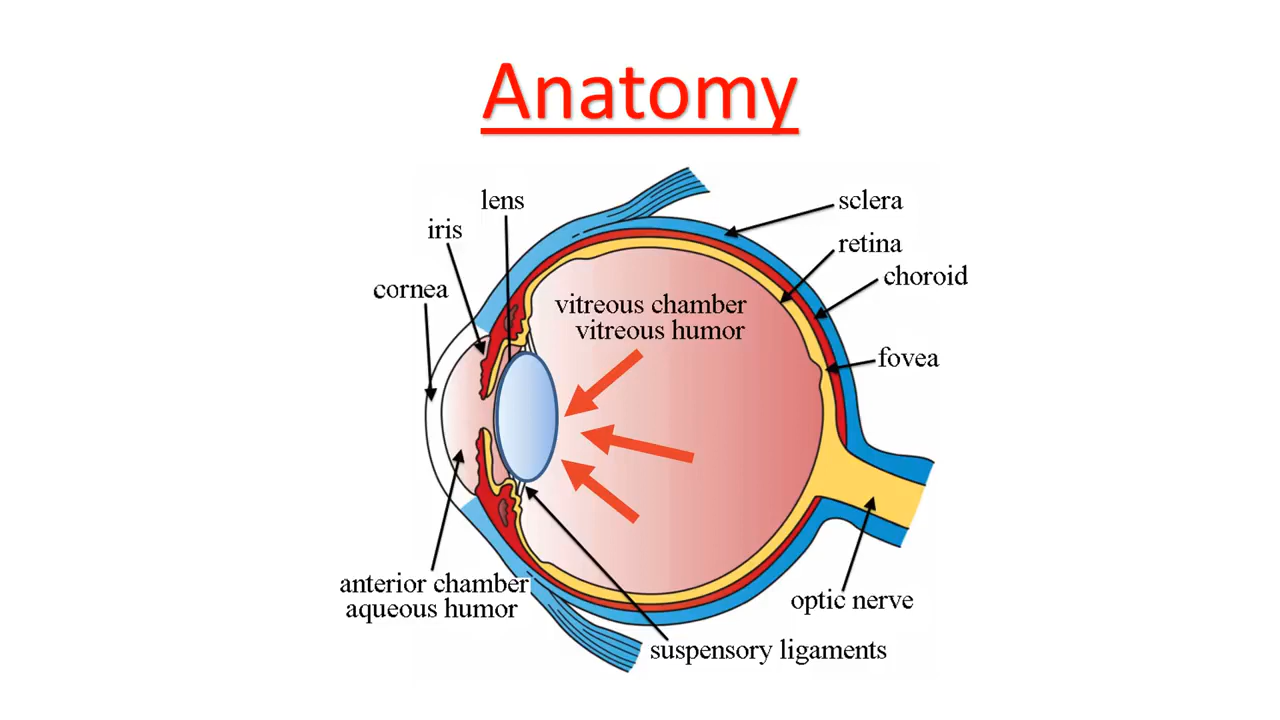 Anatomy
lens
sclera
iris
retina
choroid
cornea
vitreous chamber
vitreous humor
fovea
anterior chamber
aqueous humor
optic nerve
suspensory ligaments